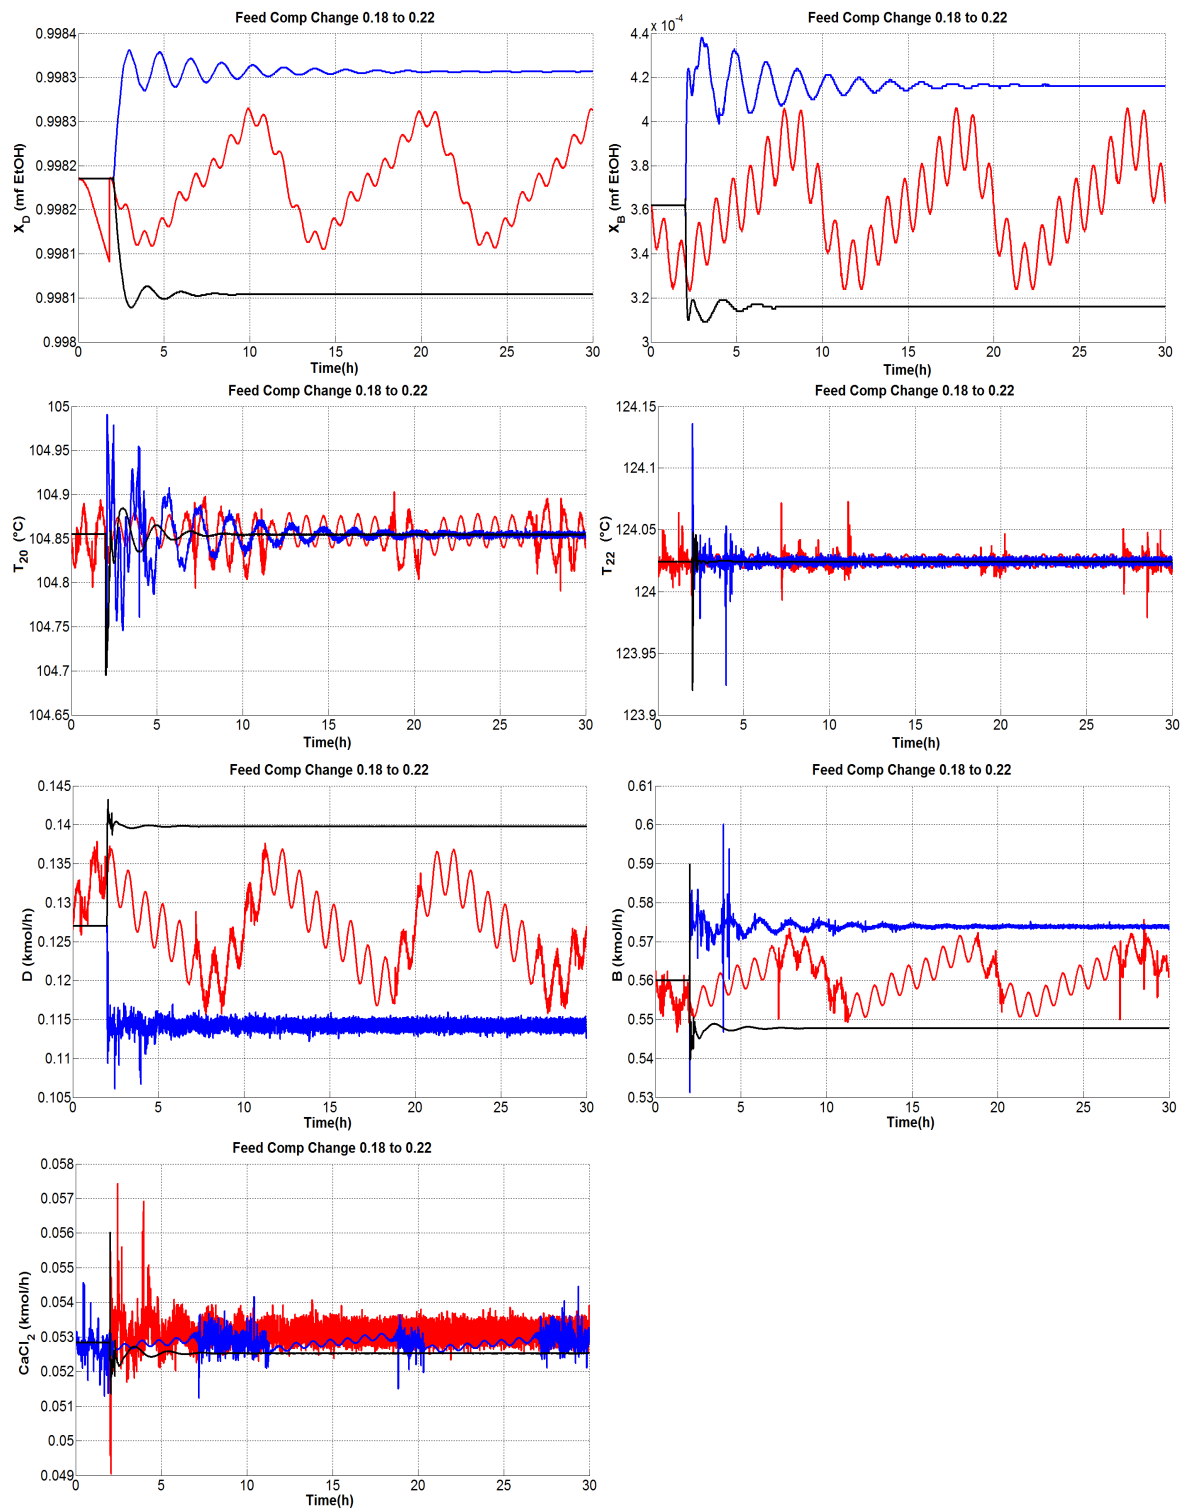 Feed Comp Change 0.18 to 0.22
0.9984
0.9983
0.9983
0.9982
0.9982
0.9981
0.9981
0.998
X_D (mf EtOH)
0 5 10 15 20 25 30
Time(h)
Feed Comp Change 0.18 to 0.22
x 10^-4
4.4
4.2
4
3.8
3.6
3.4
3.2
3
X_B (mf EtOH)
0 5 10 15 20 25 30
Time(h)
Feed Comp Change 0.18 to 0.22
105
104.95
104.9
104.85
104.8
104.75
104.7
104.65
T_20 (°C)
0 5 10 15 20 25 30
Time(h)
Feed Comp Change 0.18 to 0.22
124.15
124.1
124.05
124
123.95
123.9
T_22 (°C)
0 5 10 15 20 25 30
Time(h)
Feed Comp Change 0.18 to 0.22
0.145
0.14
0.135
0.13
0.125
0.12
0.115
0.11
0.105
D (kmol/h)
0 5 10 15 20 25 30
Time(h)
Feed Comp Change 0.18 to 0.22
0.61
0.6
0.59
0.58
0.57
0.56
0.55
0.54
0.53
B (kmol/h)
0 5 10 15 20 25 30
Time(h)
Feed Comp Change 0.18 to 0.22
0.058
0.057
0.056
0.055
0.054
0.053
0.052
0.051
0.05
0.049
CaCl_2 (kmol/h)
0 5 10 15 20 25 30
Time(h)